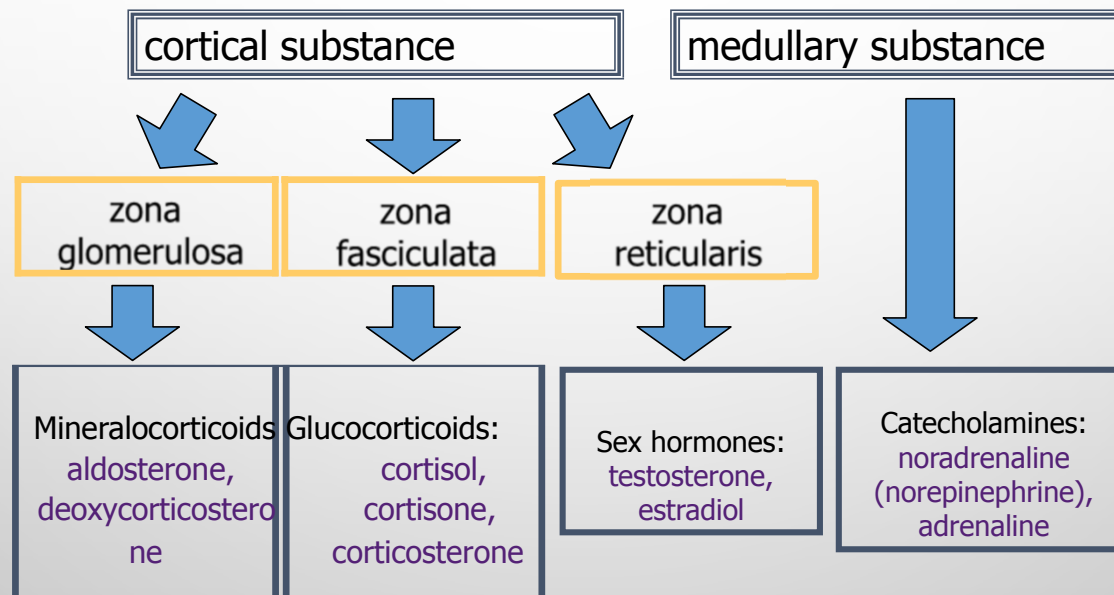 cortical substance
medullary substance
zona
glomerulosa
zona
fasciculata
zona
reticularis
Mineralocorticoids
aldosterone,
deoxycorticostero
ne
Glucocorticoids:
cortisol,
cortisone,
corticosterone
Sex hormones:
testosterone,
estradiol
Catecholamines:
noradrenaline
(norepinephrine),
adrenaline